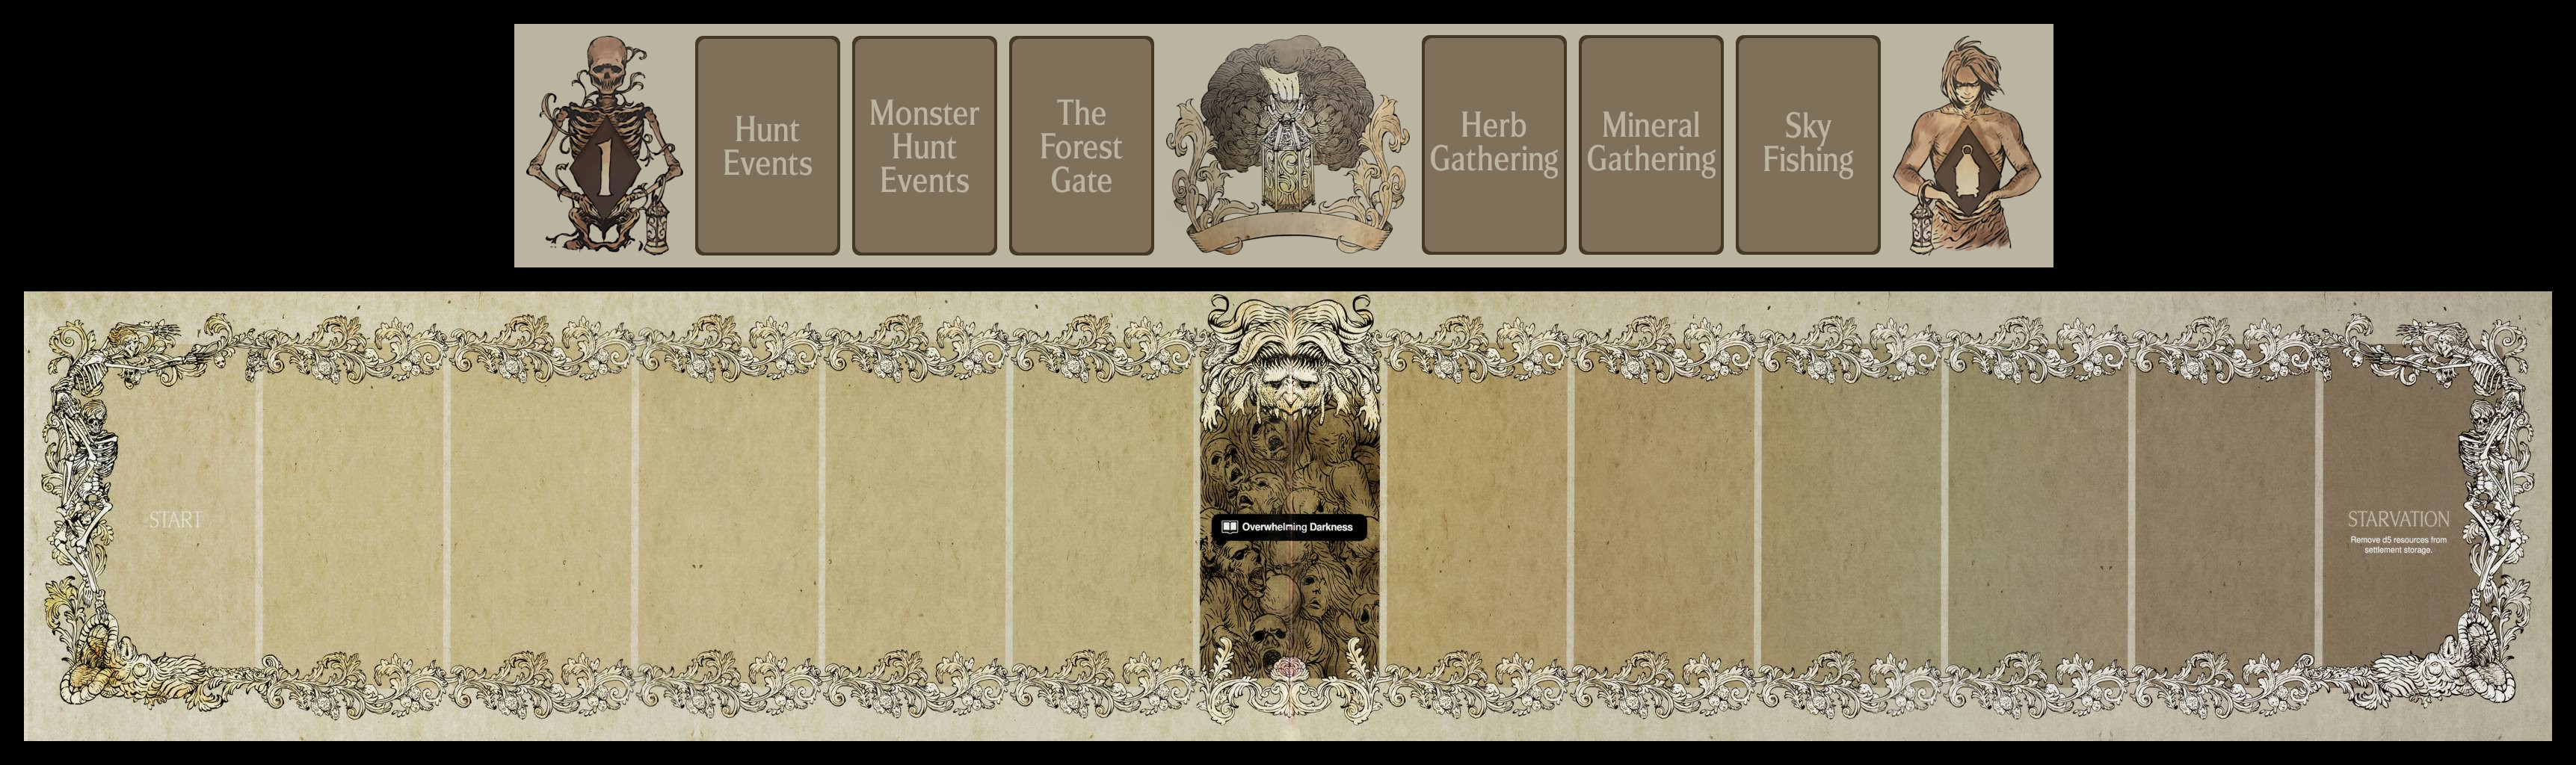 1
Hunt
Events
Monster
Hunt
Events
The
Forest
Gate
Herb
Gathering
Mineral
Gathering
Sky
Fishing
START
Overwhelming Darkness
STARVATION
Remove d5 resources from
settlement storage.